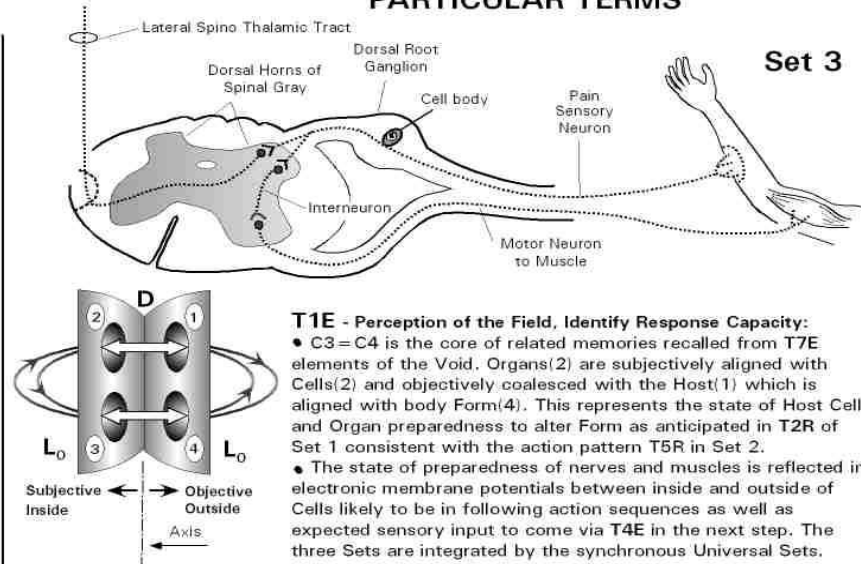 PARTICULAR TERMS
Set 3
Lateral Spino Thalamic Tract
Dorsal Horns of
Spinal Gray
Dorsal Root
Ganglion
Cell body
Pain
Sensory
Neuron
Interneuron
Motor Neuron
to Muscle
D
2
1
3
4
L₀
L₀
Subjective
Inside
Objective
Outside
Axis
T1E - Perception of the Field, Identify Response Capacity:
• C3=C4 is the core of related memories recalled from T7E
elements of the Void. Organs(2) are subjectively aligned with
Cells(2) and objectively coalesced with the Host(1) which is
aligned with body Form(4). This represents the state of Host Cell
and Organ preparedness to alter Form as anticipated in T2R of
Set 1 consistent with the action pattern T5R in Set 2.
• The state of preparedness of nerves and muscles is reflected in
electronic membrane potentials between inside and outside of
Cells likely to be in following action sequences as well as
expected sensory input to come via T4E in the next step. The
three Sets are integrated by the synchronous Universal Sets.